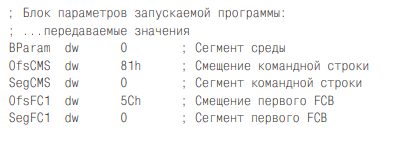 ; Блок параметров запускаемой программы:
; ...передаваемые значения
BParam dw 0 ; Сегмент среды
OfsCMS dw 81h ; Смещение командной строки
SegCMS dw 0 ; Сегмент командной строки
OfsFC1 dw 5Ch ; Смещение первого FCB
SegFC1 dw 0 ; Сегмент первого FCB